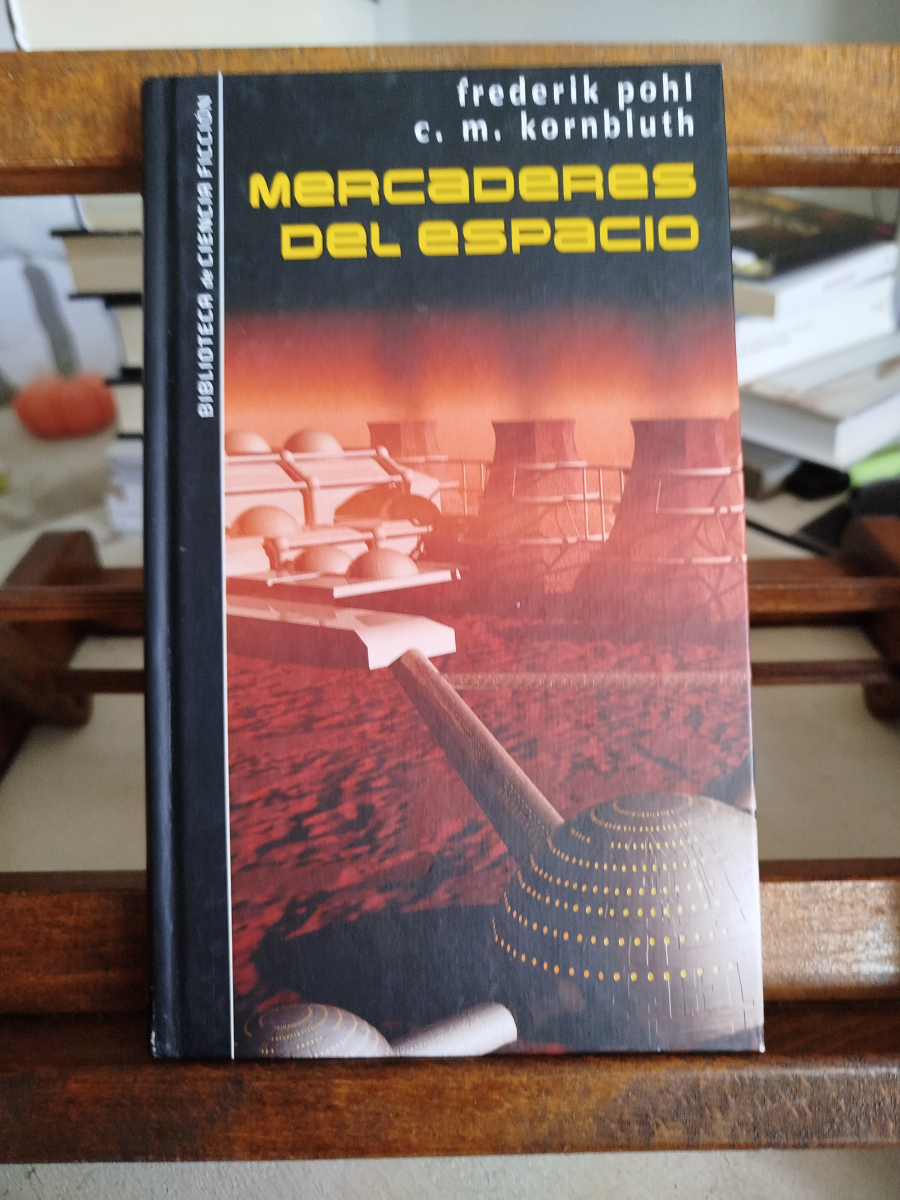 frederik pohl
c. m. kornbluth
MERCADERES
DEL ESPACIO
BIBLIOTECA de CIENCIA FICCIÓN